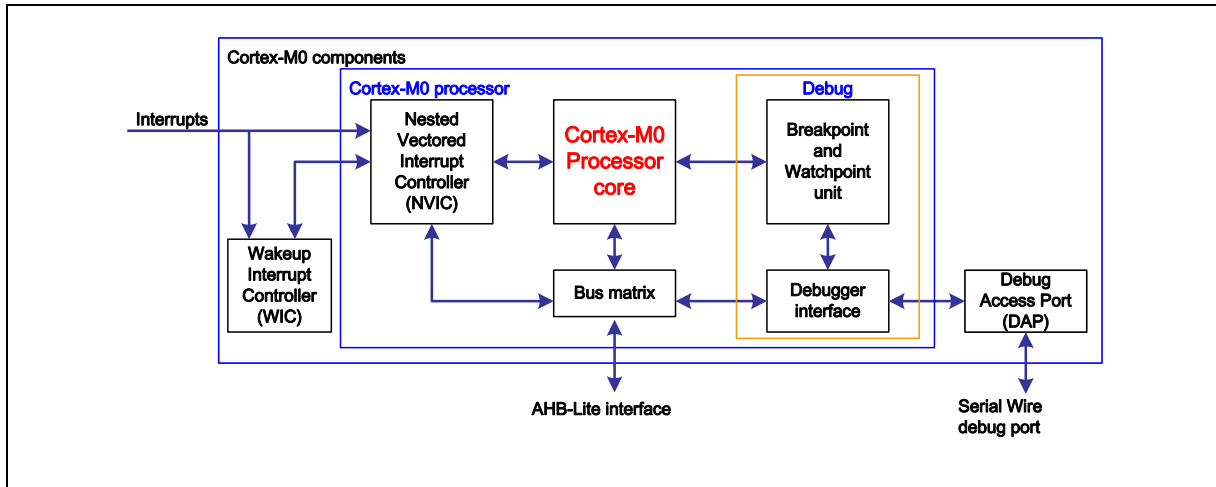 Cortex-M0 components
Cortex-M0 processor
Debug
Interrupts
Nested
Vectored
Interrupt
Controller
(NVIC)
Cortex-M0
Processor
core
Breakpoint
and
Watchpoint
unit
Wakeup
Interrupt
Controller
(WIC)
Bus matrix
Debugger
interface
Debug
Access Port
(DAP)
AHB-Lite interface
Serial Wire
debug port